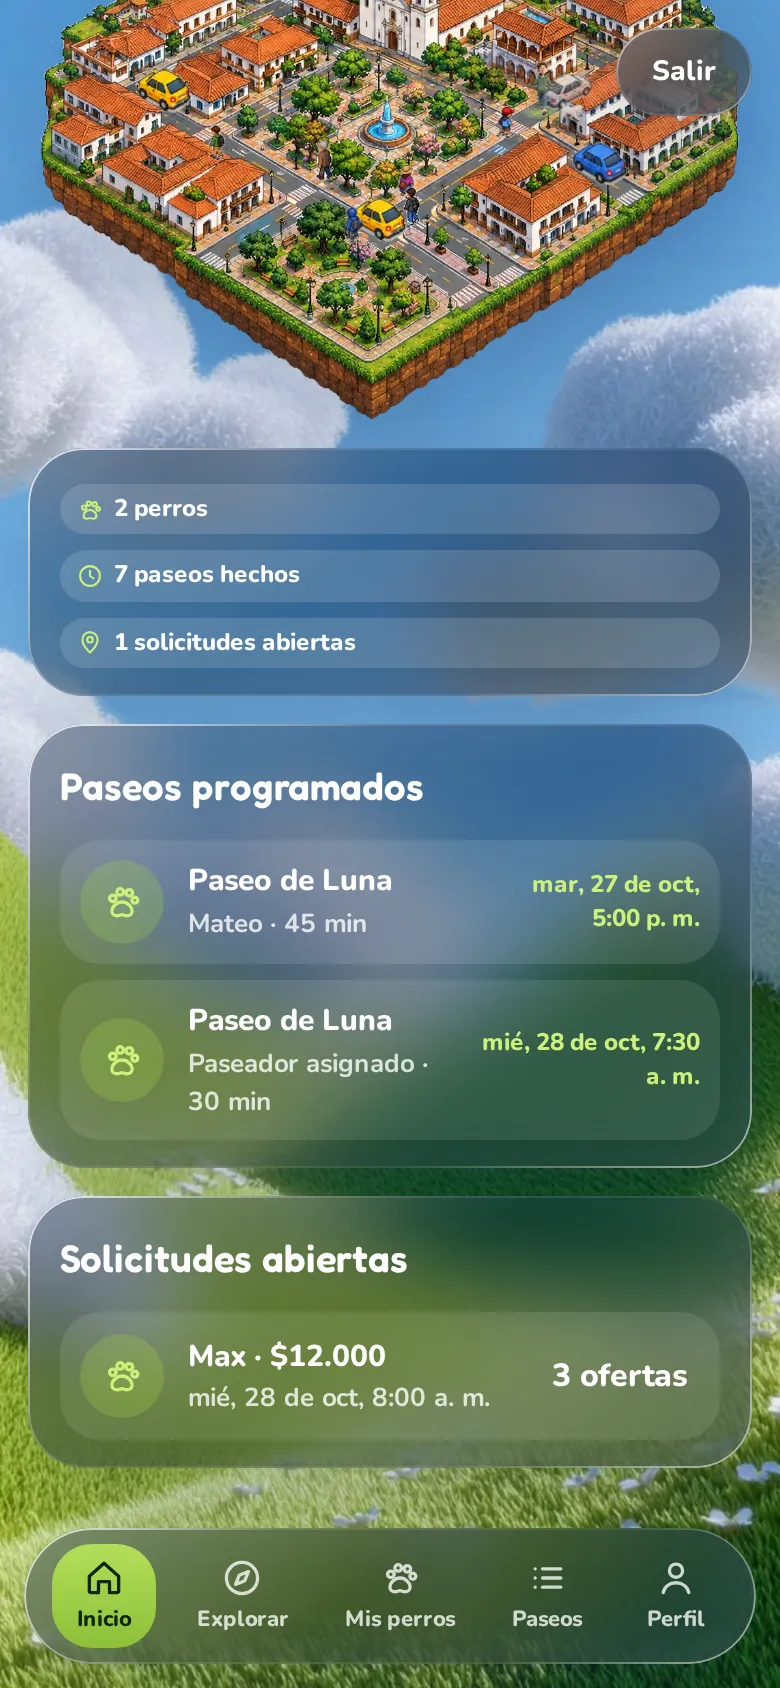 Salir
2 perros
7 paseos hechos
1 solicitudes abiertas
Paseos programados
Paseo de Luna
Mateo · 45 min
mar, 27 de oct,
5:00 p. m.
Paseo de Luna
Paseador asignado ·
30 min
mié, 28 de oct, 7:30
a. m.
Solicitudes abiertas
Max · $12.000
mié, 28 de oct, 8:00 a. m.
3 ofertas
Inicio
Explorar
Mis perros
Paseos
Perfil